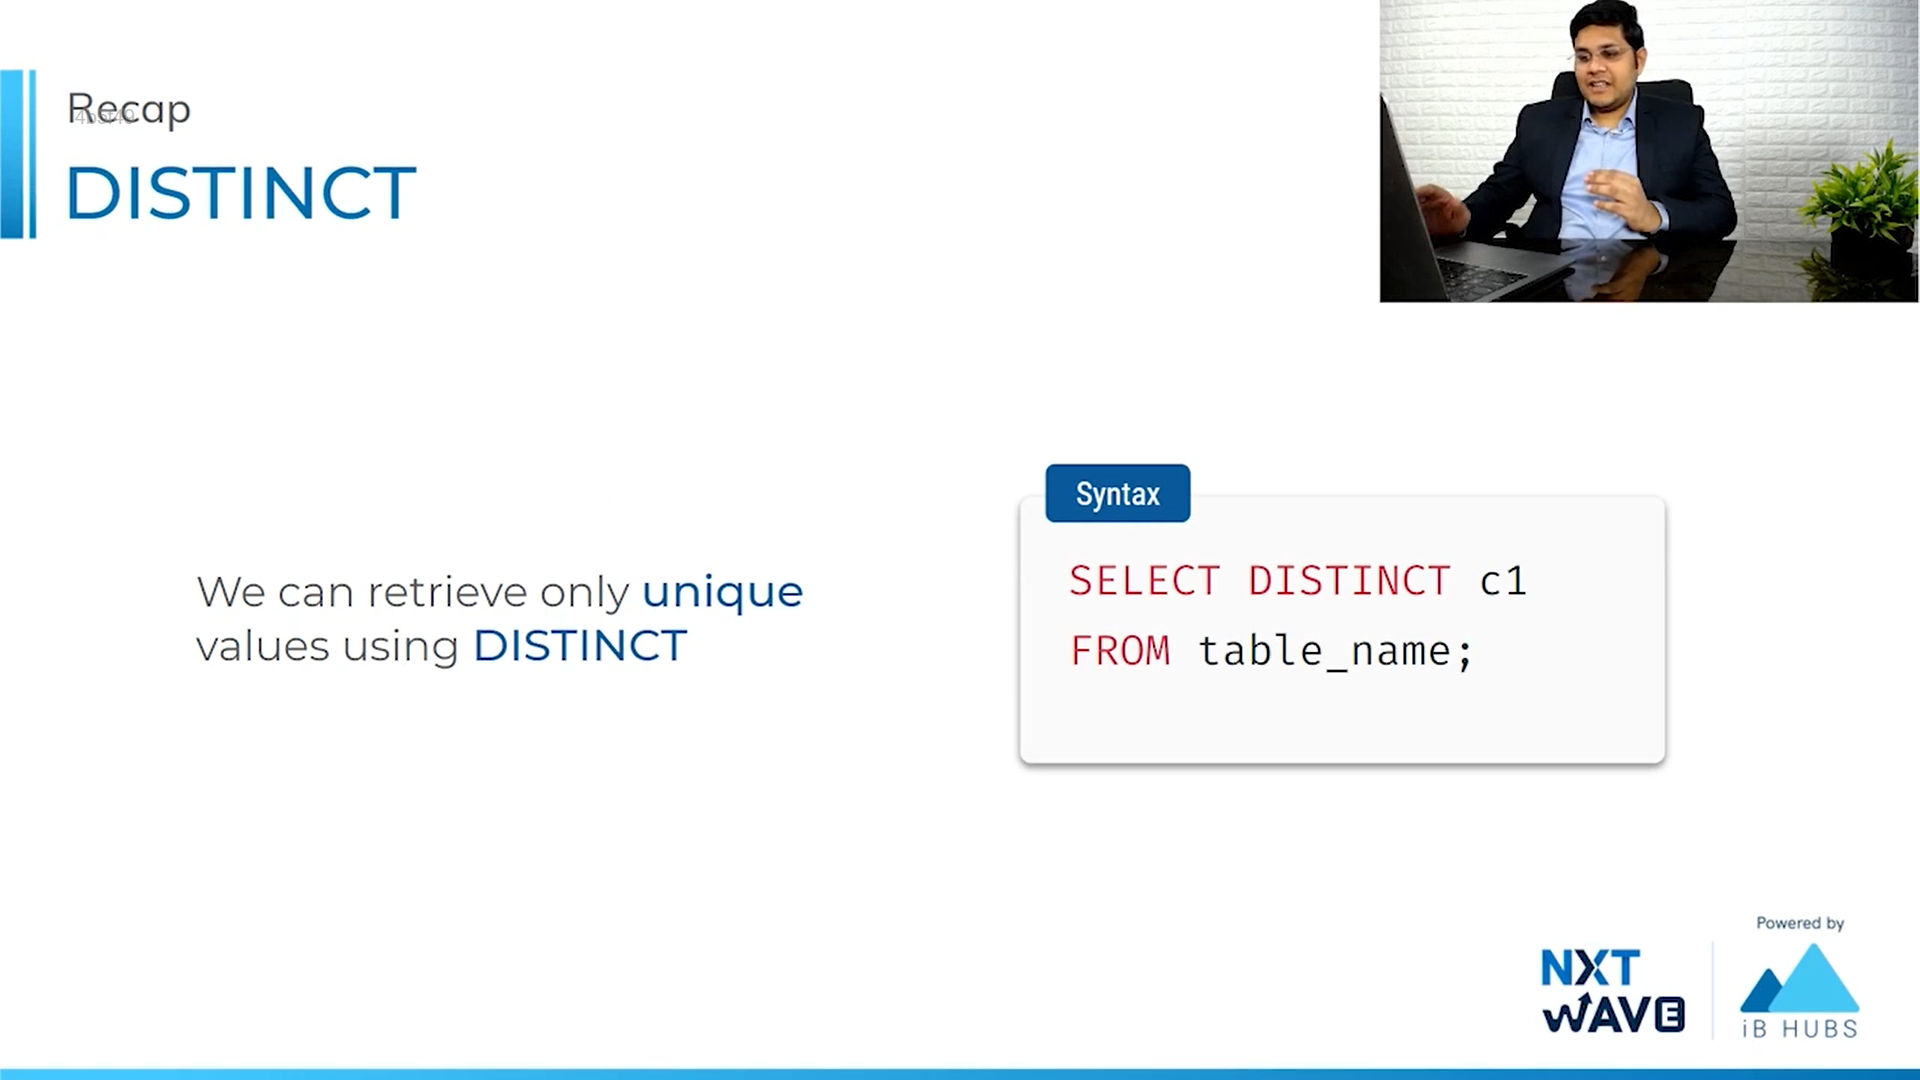 Recap
DISTINCT
We can retrieve only unique
values using DISTINCT
Syntax
SELECT DISTINCT c1
FROM table_name;
Powered by
NXT
WAVE
iB HUBS